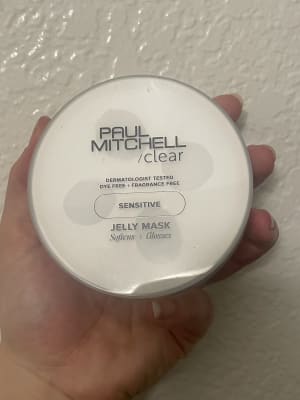 PAUL
MITCHELL
/clear
DERMATOLOGIST TESTED
DYE FREE + FRAGRANCE FREE
SENSITIVE
JELLY MASK
Softens + Glosses